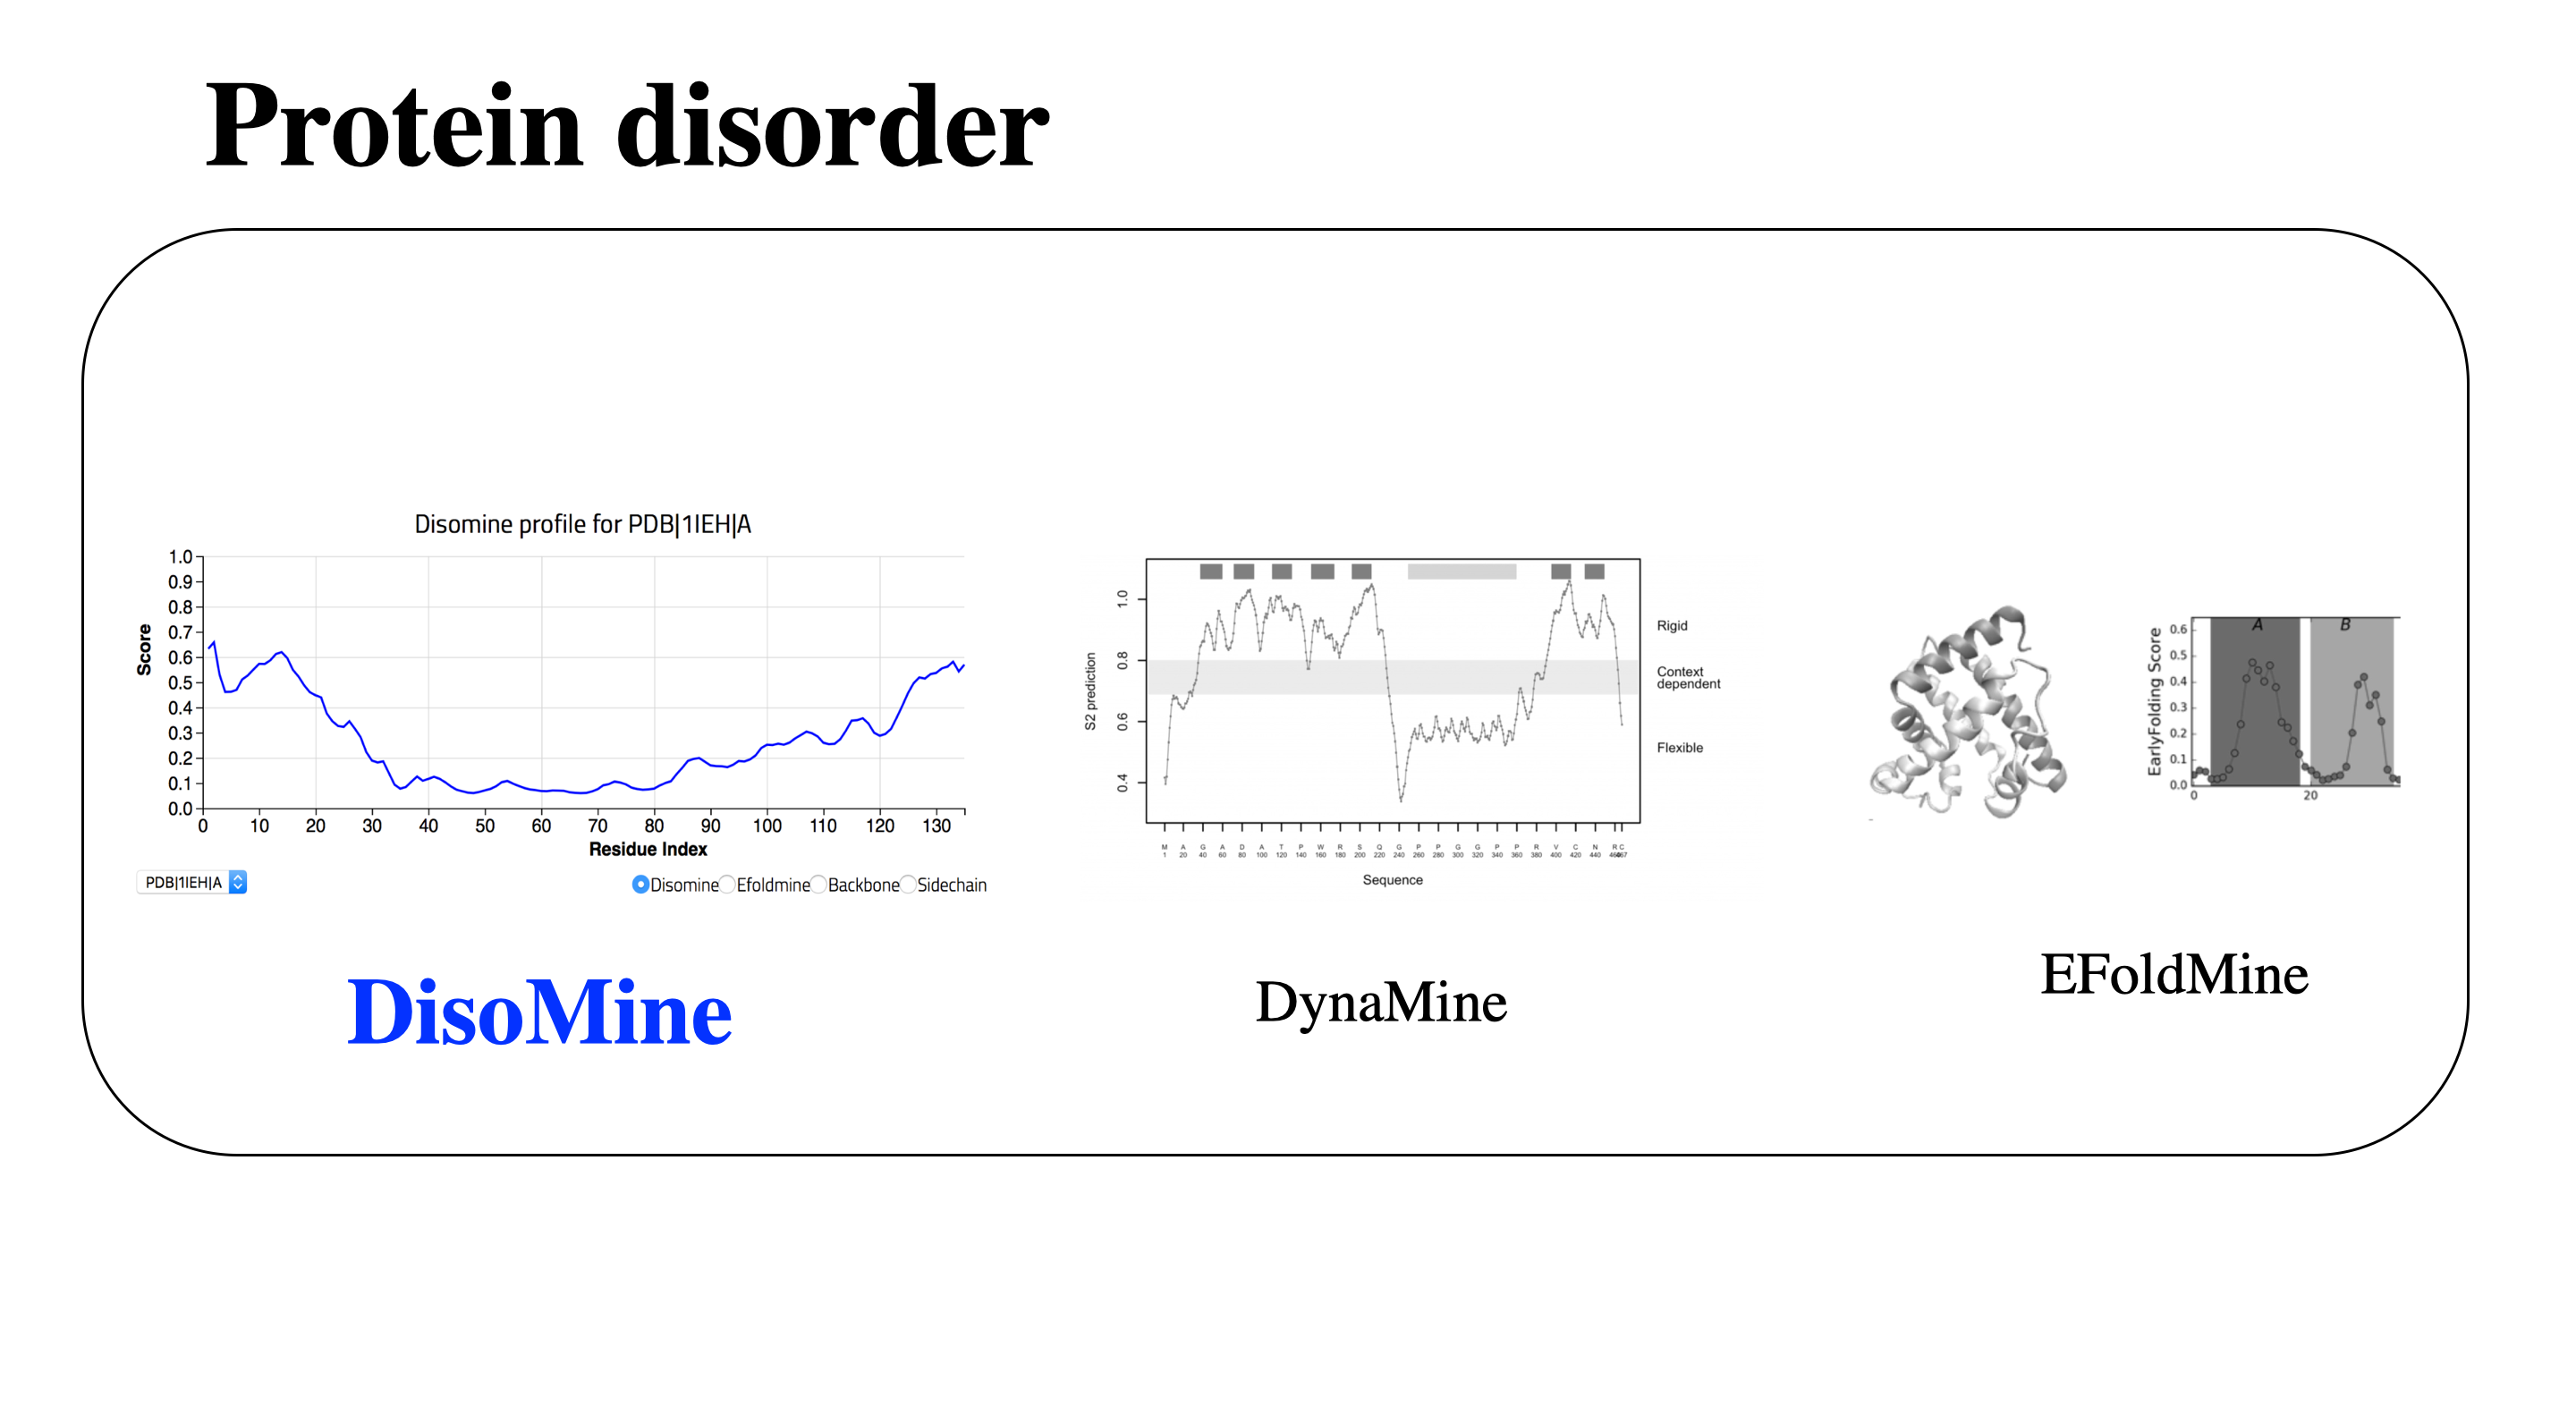 Protein disorder
Disomine profile for PDB|1IEH|A
Score
1.0
0.9
0.8
0.7
0.6
0.5
0.4
0.3
0.2
0.1
0.0
0 10 20 30 40 50 60 70 80 90 100 110 120 130
Residue Index
PDB|1IEH|A
Disomine Efoldmine Backbone Sidechain
DisoMine
S2 prediction
1.0
0.8
0.6
0.4
Rigid
Context
dependent
Flexible
M A G A D A T P W R S Q G P P G G P P R V C N R C
1 20 40 60 80 100 120 140 160 180 200 220 240 260 280 300 320 340 360 380 400 420 440
Sequence
DynaMine
EarlyFolding Score
A B
0.6
0.5
0.4
0.3
0.2
0.1
0.0
0 20
EFoldMine